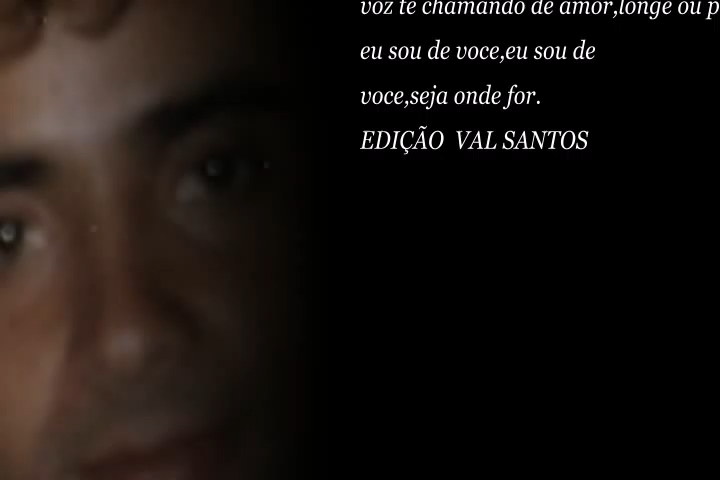 voz te chamando de amor,longe ou p
eu sou de voce,eu sou de
voce,seja onde for.
EDIÇÃO  VAL SANTOS